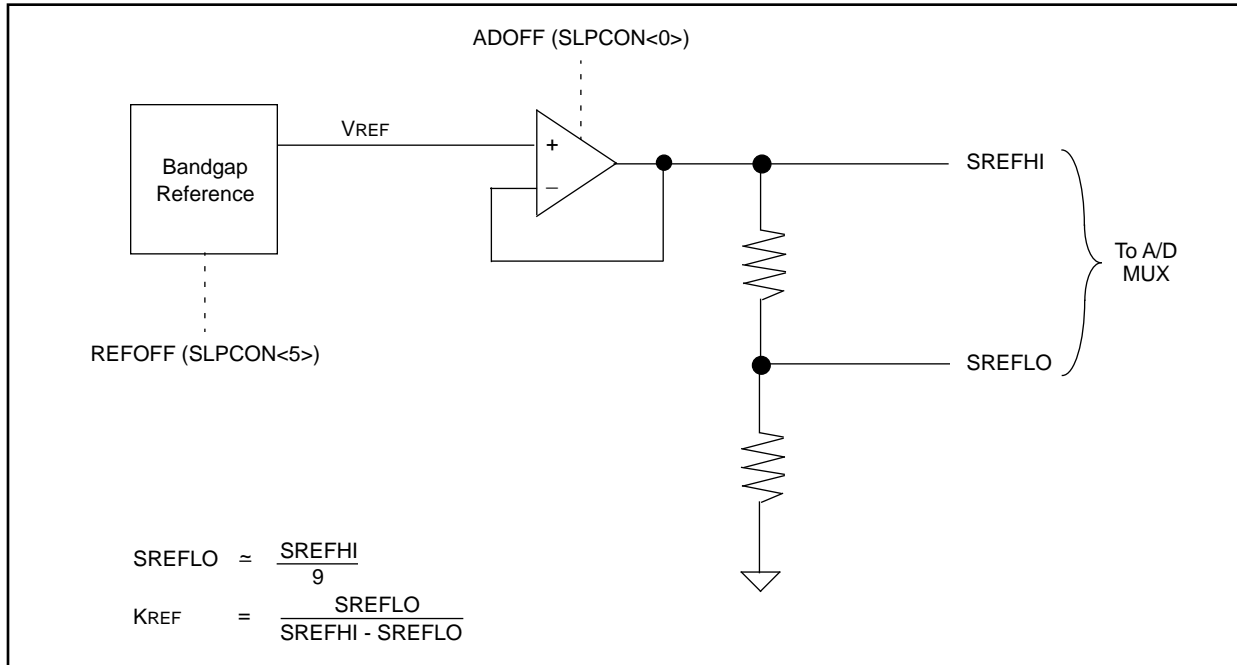 ADOFF (SLPCON<0>)
VREF
Bandgap
Reference
+
–
SREFHI
To A/D
MUX
SREFLO
REFOFF (SLPCON<5>)
SREFLO ≃ SREFHI
9
KREF = SREFLO
SREFHI - SREFLO